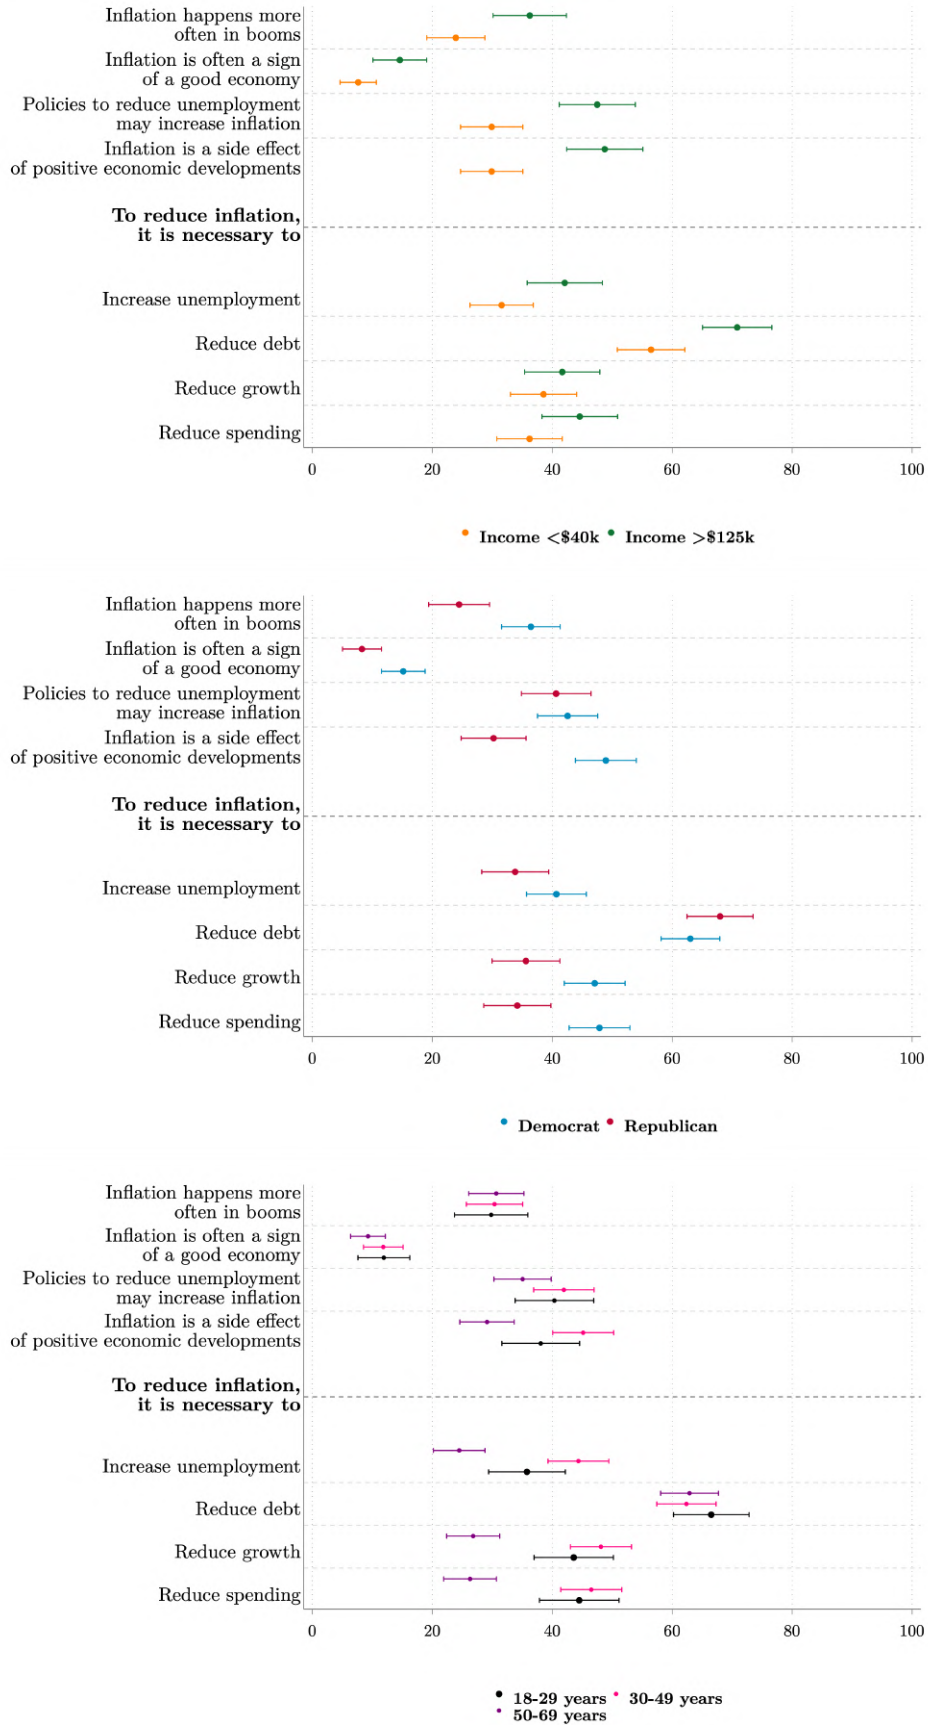 Inflation happens more
often in booms
Inflation is often a sign
of a good economy
Policies to reduce unemployment
may increase inflation
Inflation is a side effect
of positive economic developments
To reduce inflation,
it is necessary to
Increase unemployment
Reduce debt
Reduce growth
Reduce spending
0 20 40 60 80 100
Income <$40k Income >$125k
Inflation happens more
often in booms
Inflation is often a sign
of a good economy
Policies to reduce unemployment
may increase inflation
Inflation is a side effect
of positive economic developments
To reduce inflation,
it is necessary to
Increase unemployment
Reduce debt
Reduce growth
Reduce spending
0 20 40 60 80 100
Democrat Republican
Inflation happens more
often in booms
Inflation is often a sign
of a good economy
Policies to reduce unemployment
may increase inflation
Inflation is a side effect
of positive economic developments
To reduce inflation,
it is necessary to
Increase unemployment
Reduce debt
Reduce growth
Reduce spending
0 20 40 60 80 100
18-29 years 30-49 years
50-69 years